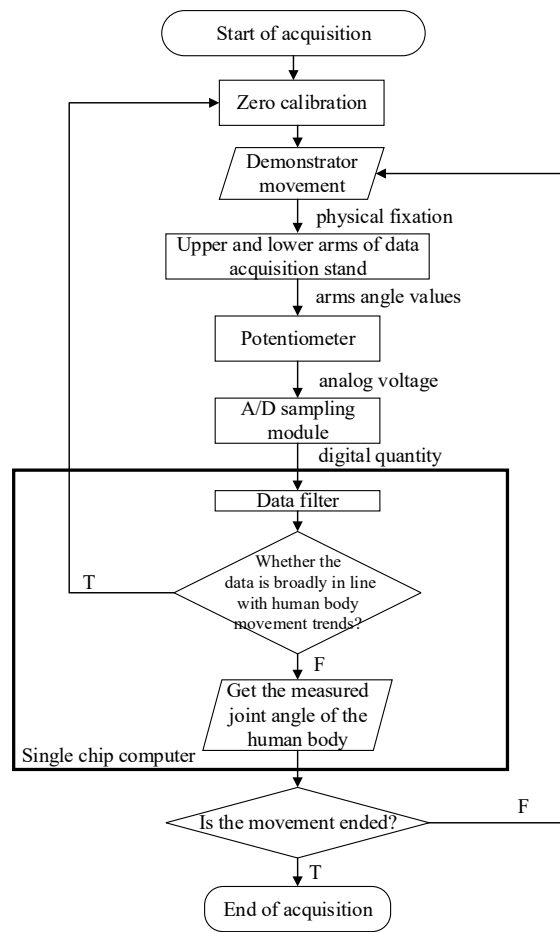 Start of acquisition
Zero calibration
Demonstrator
movement
physical fixation
Upper and lower arms of data
acquisition stand
arms angle values
Potentiometer
analog voltage
A/D sampling
module
digital quantity
Data filter
Whether the
data is broadly in line
with human body
movement trends?
T
F
Get the measured
joint angle of the
human body
Single chip computer
Is the movement ended?
F
T
End of acquisition